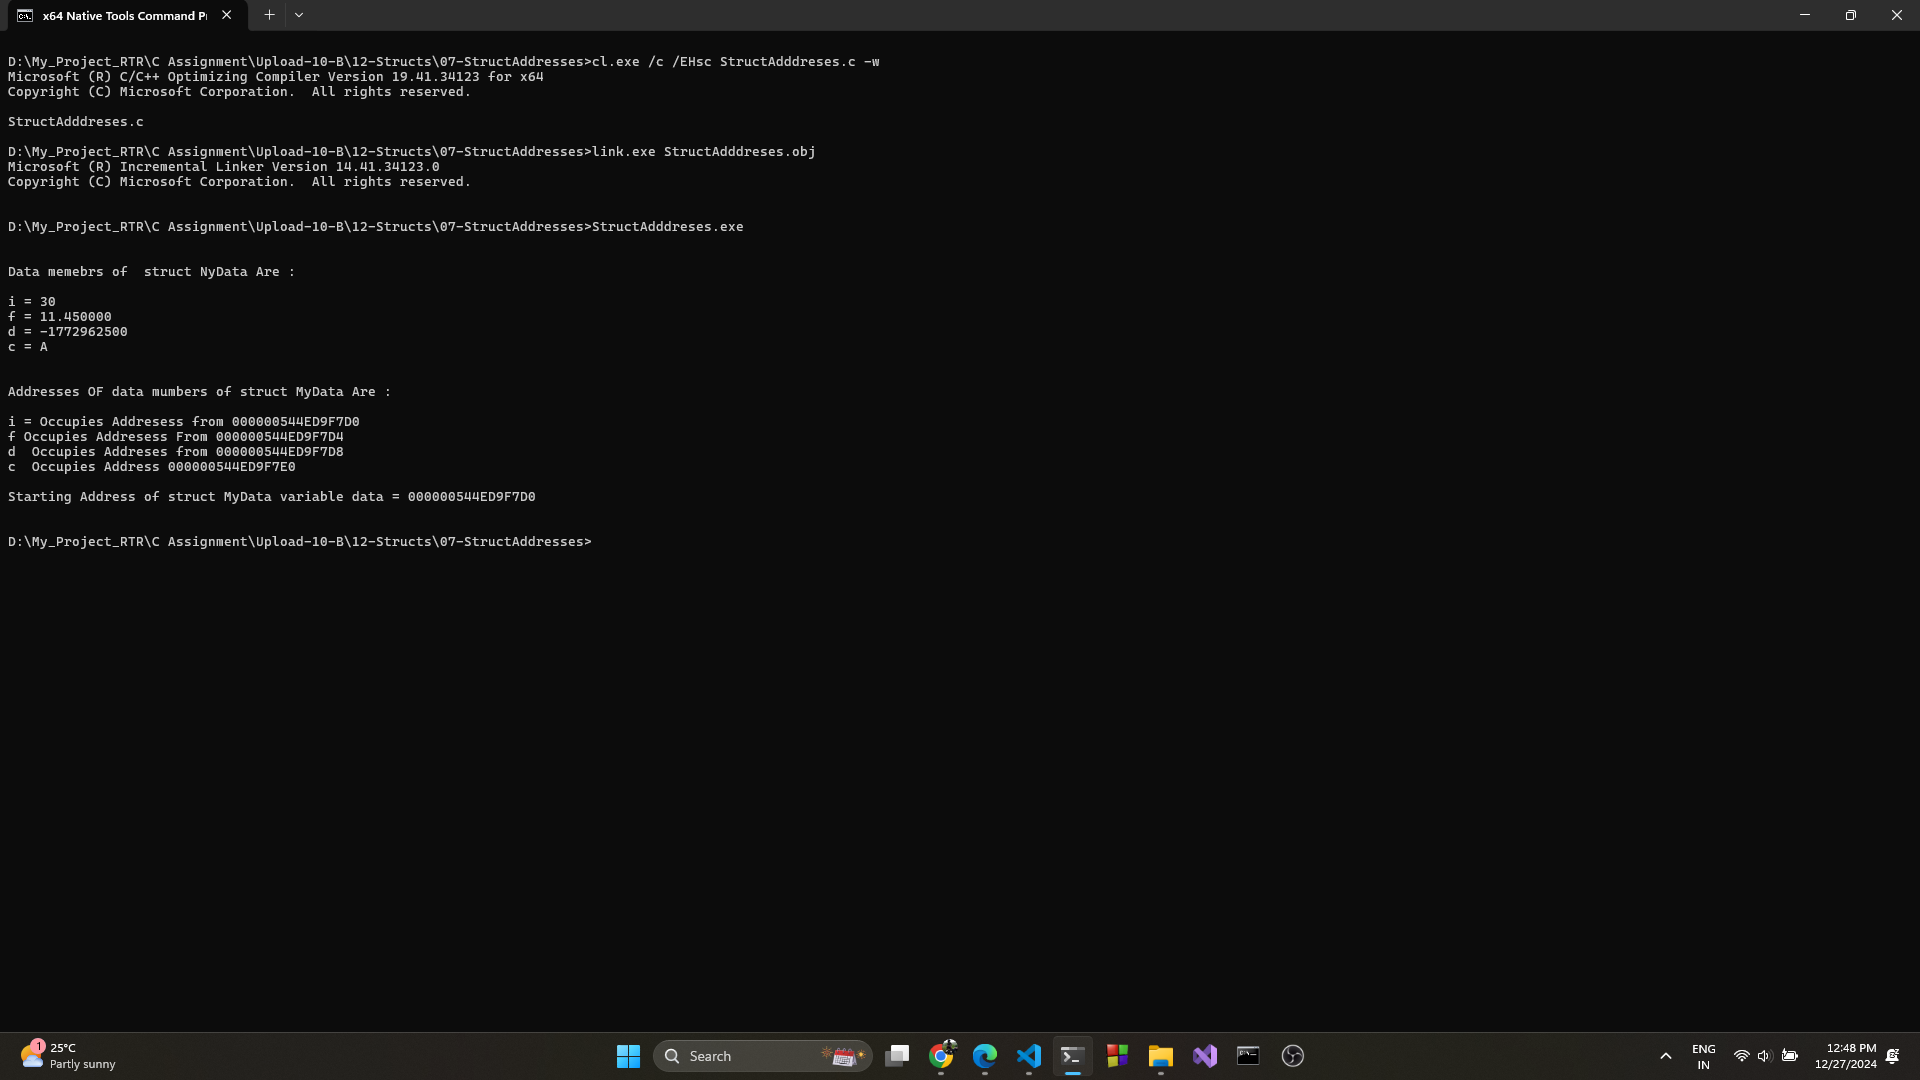 x64 Native Tools Command Pr
D:\My_Project_RTR\C Assignment\Upload-10-B\12-Structs\07-StructAddresses>cl.exe /c /EHsc StructAdddreses.c -w
Microsoft (R) C/C++ Optimizing Compiler Version 19.41.34123 for x64
Copyright (C) Microsoft Corporation.  All rights reserved.
StructAdddreses.c
D:\My_Project_RTR\C Assignment\Upload-10-B\12-Structs\07-StructAddresses>link.exe StructAdddreses.obj
Microsoft (R) Incremental Linker Version 14.41.34123.0
Copyright (C) Microsoft Corporation.  All rights reserved.
D:\My_Project_RTR\C Assignment\Upload-10-B\12-Structs\07-StructAddresses>StructAdddreses.exe
Data memebrs of  struct NyData Are :
i = 30
f = 11.450000
d = -1772962500
c = A
Addresses OF data mumbers of struct MyData Are :
i = Occupies Addresess from 000000544ED9F7D0
f Occupies Addresess From 000000544ED9F7D4
d  Occupies Addreses from 000000544ED9F7D8
c  Occupies Address 000000544ED9F7E0
Starting Address of struct MyData variable data = 000000544ED9F7D0
D:\My_Project_RTR\C Assignment\Upload-10-B\12-Structs\07-StructAddresses>
1
25°C
Partly sunny
Search
ENG
IN
12:48 PM
12/27/2024